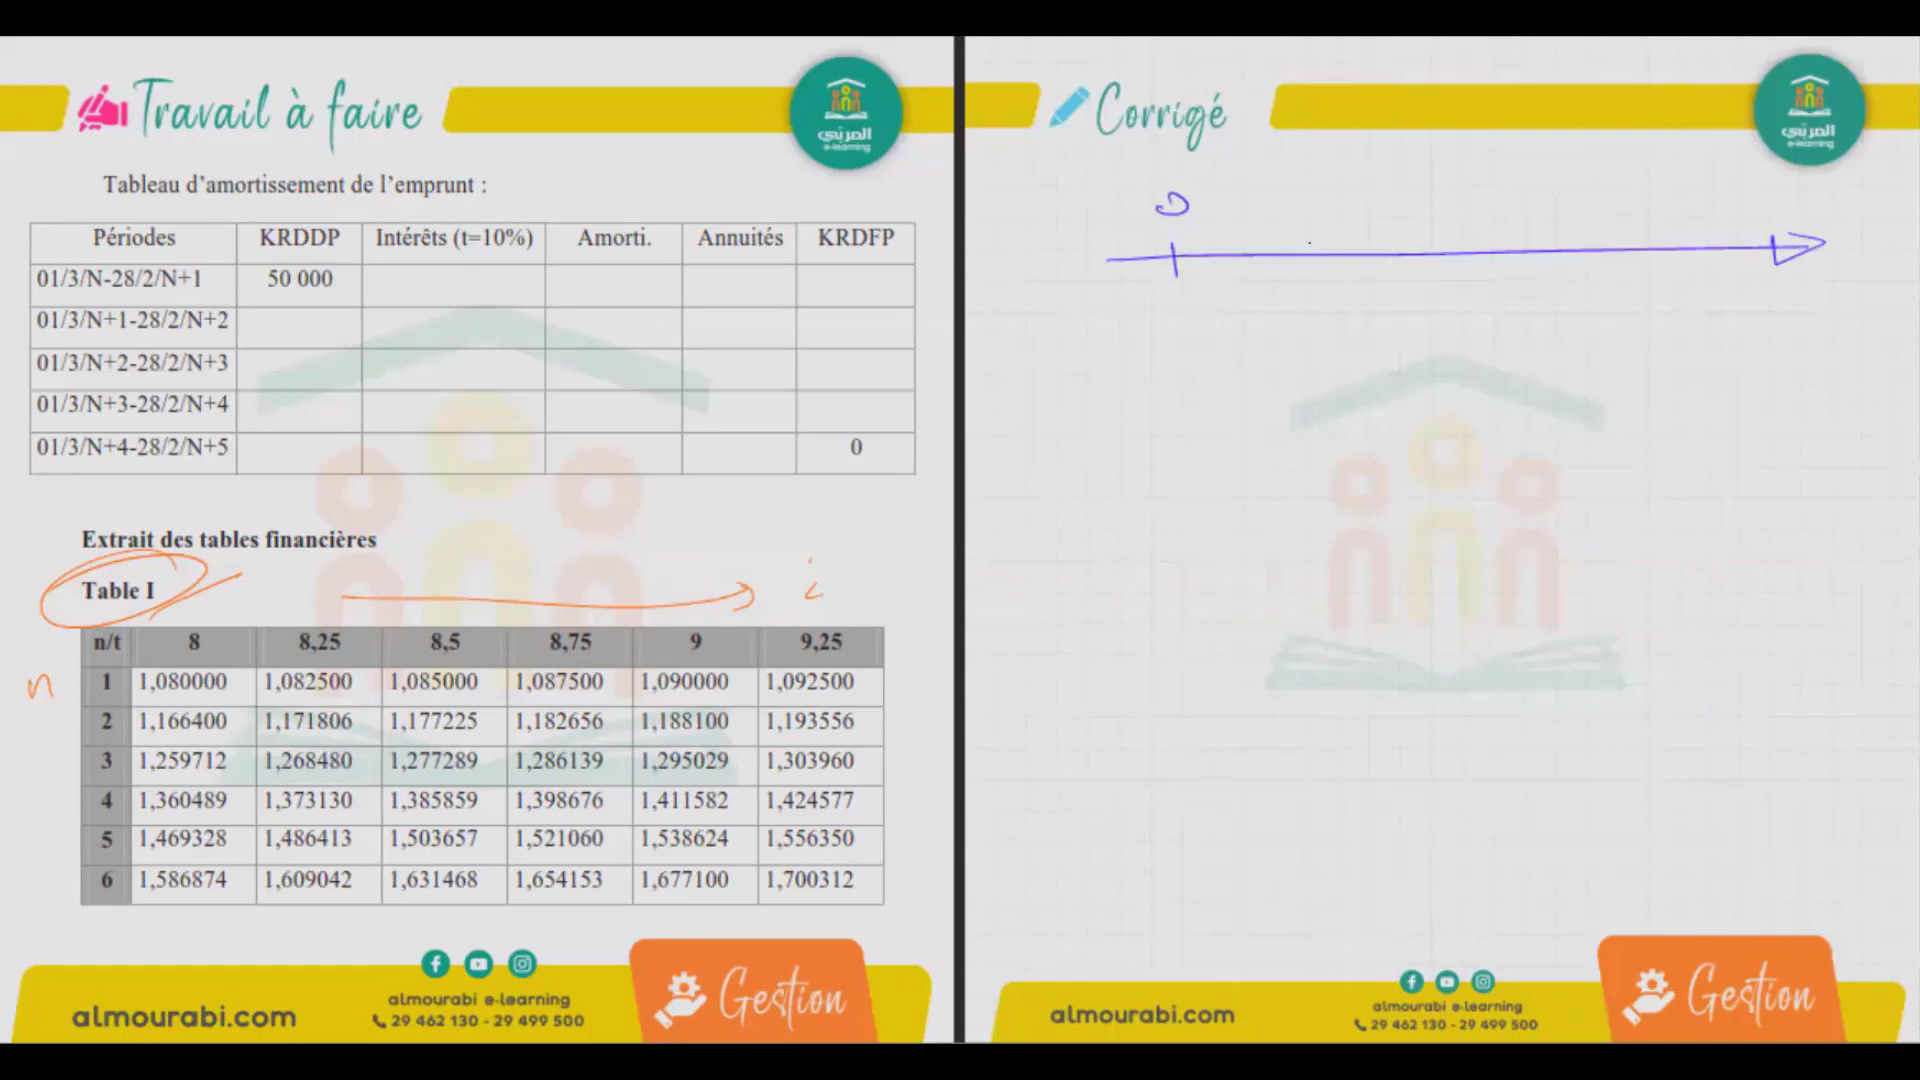 Travail à faire
المربّي
e-learning
Tableau d'amortissement de l'emprunt :
Périodes KRDDP Intérêts (t=10%) Amorti. Annuités KRDFP
01/3/N-28/2/N+1 50 000
01/3/N+1-28/2/N+2
01/3/N+2-28/2/N+3
01/3/N+3-28/2/N+4
01/3/N+4-28/2/N+5 0
Extrait des tables financières
Table I
i
n
n/t 8 8,25 8,5 8,75 9 9,25
1 1,080000 1,082500 1,085000 1,087500 1,090000 1,092500
2 1,166400 1,171806 1,177225 1,182656 1,188100 1,193556
3 1,259712 1,268480 1,277289 1,286139 1,295029 1,303960
4 1,360489 1,373130 1,385859 1,398676 1,411582 1,424577
5 1,469328 1,486413 1,503657 1,521060 1,538624 1,556350
6 1,586874 1,609042 1,631468 1,654153 1,677100 1,700312
almourabi.com
almourabi e-learning
29 462 130 - 29 499 500
Gestion
Corrigé
المربّي
e-learning
0
almourabi.com
almourabi e-learning
29 462 130 - 29 499 500
Gestion